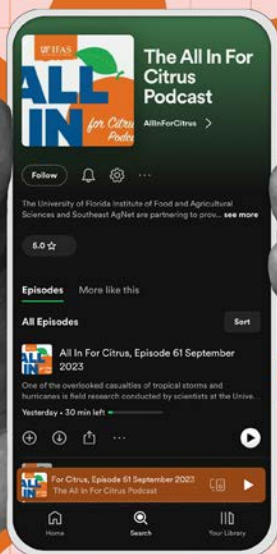 UF IFAS
ALL
IN
for Citrus
Podcast
The All In For
Citrus
Podcast
AllInForCitrus
Follow
The University of Florida Institute of Food and Agricultural
Sciences and Southeast AgNet are partnering to prov... see more
5.0
Episodes
More like this
All Episodes
Sort
ALL
IN
All In For Citrus, Episode 61 September
2023
One of the overlooked casualties of tropical storms and
hurricanes is field research conducted by scientists at the Unive...
Yesterday • 30 min left
ALL
IN
For Citrus, Episode 61 September 2023
The All In For Citrus Podcast
Home
Search
Your Library